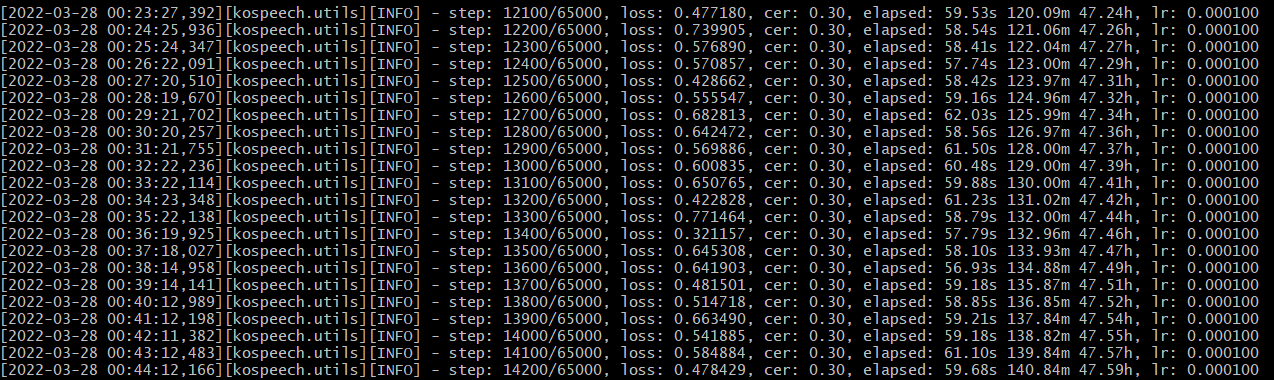 [2022-03-28 00:23:27,392][kospeech.utils][INFO] - step: 12100/65000, loss: 0.477180, cer: 0.30, elapsed: 59.53s 120.09m 47.24h, lr: 0.000100
[2022-03-28 00:24:25,936][kospeech.utils][INFO] - step: 12200/65000, loss: 0.739905, cer: 0.30, elapsed: 58.54s 121.06m 47.26h, lr: 0.000100
[2022-03-28 00:25:24,347][kospeech.utils][INFO] - step: 12300/65000, loss: 0.576890, cer: 0.30, elapsed: 58.41s 122.04m 47.27h, lr: 0.000100
[2022-03-28 00:26:22,091][kospeech.utils][INFO] - step: 12400/65000, loss: 0.570857, cer: 0.30, elapsed: 57.74s 123.00m 47.29h, lr: 0.000100
[2022-03-28 00:27:20,510][kospeech.utils][INFO] - step: 12500/65000, loss: 0.428662, cer: 0.30, elapsed: 58.42s 123.97m 47.31h, lr: 0.000100
[2022-03-28 00:28:19,670][kospeech.utils][INFO] - step: 12600/65000, loss: 0.555547, cer: 0.30, elapsed: 59.16s 124.96m 47.32h, lr: 0.000100
[2022-03-28 00:29:21,702][kospeech.utils][INFO] - step: 12700/65000, loss: 0.682813, cer: 0.30, elapsed: 62.03s 125.99m 47.34h, lr: 0.000100
[2022-03-28 00:30:20,257][kospeech.utils][INFO] - step: 12800/65000, loss: 0.642472, cer: 0.30, elapsed: 58.56s 126.97m 47.36h, lr: 0.000100
[2022-03-28 00:31:21,755][kospeech.utils][INFO] - step: 12900/65000, loss: 0.569886, cer: 0.30, elapsed: 61.50s 128.00m 47.37h, lr: 0.000100
[2022-03-28 00:32:22,236][kospeech.utils][INFO] - step: 13000/65000, loss: 0.600835, cer: 0.30, elapsed: 60.48s 129.00m 47.39h, lr: 0.000100
[2022-03-28 00:33:22,114][kospeech.utils][INFO] - step: 13100/65000, loss: 0.650765, cer: 0.30, elapsed: 59.88s 130.00m 47.41h, lr: 0.000100
[2022-03-28 00:34:23,348][kospeech.utils][INFO] - step: 13200/65000, loss: 0.422828, cer: 0.30, elapsed: 61.23s 131.02m 47.42h, lr: 0.000100
[2022-03-28 00:35:22,138][kospeech.utils][INFO] - step: 13300/65000, loss: 0.771464, cer: 0.30, elapsed: 58.79s 132.00m 47.44h, lr: 0.000100
[2022-03-28 00:36:19,925][kospeech.utils][INFO] - step: 13400/65000, loss: 0.321157, cer: 0.30, elapsed: 57.79s 132.96m 47.46h, lr: 0.000100
[2022-03-28 00:37:18,027][kospeech.utils][INFO] - step: 13500/65000, loss: 0.645308, cer: 0.30, elapsed: 58.10s 133.93m 47.47h, lr: 0.000100
[2022-03-28 00:38:14,958][kospeech.utils][INFO] - step: 13600/65000, loss: 0.641903, cer: 0.30, elapsed: 56.93s 134.88m 47.49h, lr: 0.000100
[2022-03-28 00:39:14,141][kospeech.utils][INFO] - step: 13700/65000, loss: 0.481501, cer: 0.30, elapsed: 59.18s 135.87m 47.51h, lr: 0.000100
[2022-03-28 00:40:12,989][kospeech.utils][INFO] - step: 13800/65000, loss: 0.514718, cer: 0.30, elapsed: 58.85s 136.85m 47.52h, lr: 0.000100
[2022-03-28 00:41:12,198][kospeech.utils][INFO] - step: 13900/65000, loss: 0.663490, cer: 0.30, elapsed: 59.21s 137.84m 47.54h, lr: 0.000100
[2022-03-28 00:42:11,382][kospeech.utils][INFO] - step: 14000/65000, loss: 0.541885, cer: 0.30, elapsed: 59.18s 138.82m 47.55h, lr: 0.000100
[2022-03-28 00:43:12,483][kospeech.utils][INFO] - step: 14100/65000, loss: 0.584884, cer: 0.30, elapsed: 61.10s 139.84m 47.57h, lr: 0.000100
[2022-03-28 00:44:12,166][kospeech.utils][INFO] - step: 14200/65000, loss: 0.478429, cer: 0.30, elapsed: 59.68s 140.84m 47.59h, lr: 0.000100